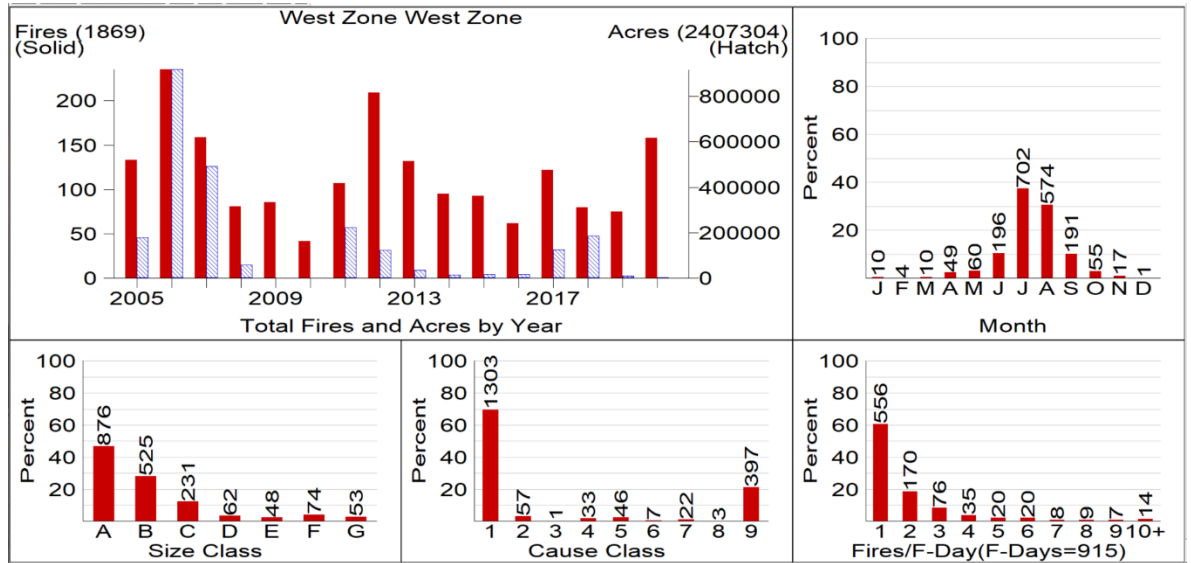 West Zone West Zone
Fires (1869)
(Solid)
Acres (2407304)
(Hatch)
200
150
100
50
0
800000
600000
400000
200000
0
2005 2009 2013 2017
Total Fires and Acres by Year
100
80
60
40
20
Percent
10 4 10 49 60 196 702 574 191 55 17 1
J F M A M J J A S O N D
Month
100
80
60
40
20
Percent
876 525 231 62 48 74 53
A B C D E F G
Size Class
100
80
60
40
20
Percent
1303 57 1 33 46 7 22 3 397
1 2 3 4 5 6 7 8 9
Cause Class
100
80
60
40
20
Percent
556 170 76 35 20 20 8 9 7 14
1 2 3 4 5 6 7 8 9 10+
Fires/F-Day(F-Days=915)